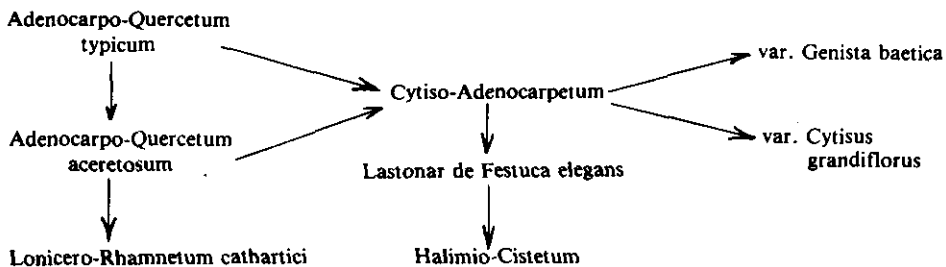 Adenocarpo-Quercetum
typicum
var. Genista baetica
Cytiso-Adenocarpetum
Adenocarpo-Quercetum
aceretosum
var. Cytisus
grandiflorus
Lastonar de Festuca elegans
Lonicero-Rhamnetum cathartici
Halimio-Cistetum